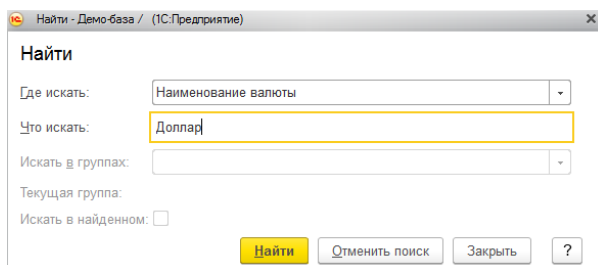 1С Найти - Демо-база / (1С:Предприятие)
Найти
Где искать: Наименование валюты
Что искать: Доллар
Искать в группах:
Текущая группа:
Искать в найденном:
Найти Отменить поиск Закрыть ?